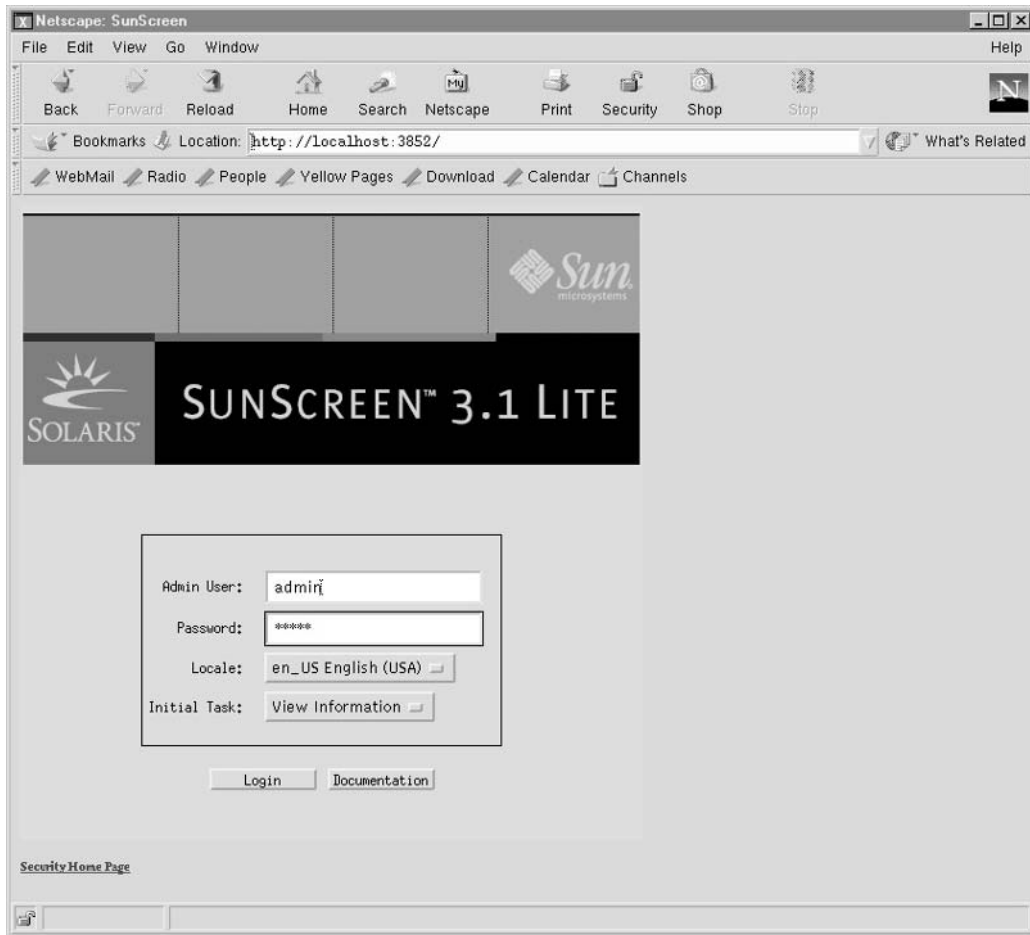 Netscape: SunScreen
File Edit View Go Window Help
Back Forward Reload Home Search Netscape Print Security Shop Stop
My
N
Bookmarks Location: http://localhost:3852/ What's Related
WebMail Radio People Yellow Pages Download Calendar Channels
Sun
microsystems
SOLARIS™
SUNSCREEN™ 3.1 LITE
Admin User: admin
Password: *****
Locale: en_US English (USA)
Initial Task: View Information
Login Documentation
Security Home Page